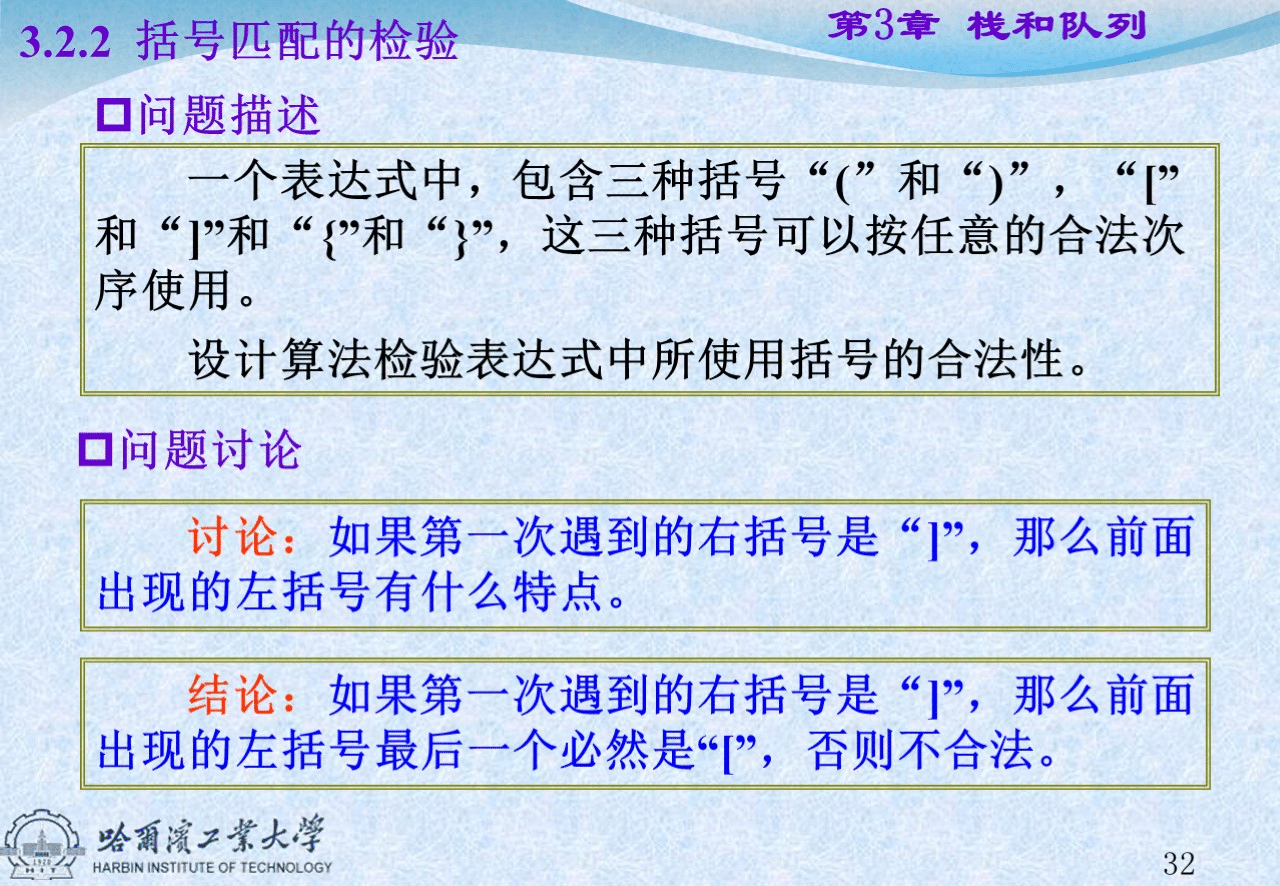 3.2.2 括号匹配的检验
第3章 栈和队列
问题描述
一个表达式中，包含三种括号“(”和“)”，“[”
和“]”和“{”和“}”，这三种括号可以按任意的合法次
序使用。
设计算法检验表达式中所使用括号的合法性。
问题讨论
讨论：如果第一次遇到的右括号是“]”，那么前面
出现的左括号有什么特点。
结论：如果第一次遇到的右括号是“]”，那么前面
出现的左括号最后一个必然是“[”，否则不合法。
1920
HIT
哈爾濱工業大學
HARBIN INSTITUTE OF TECHNOLOGY
32